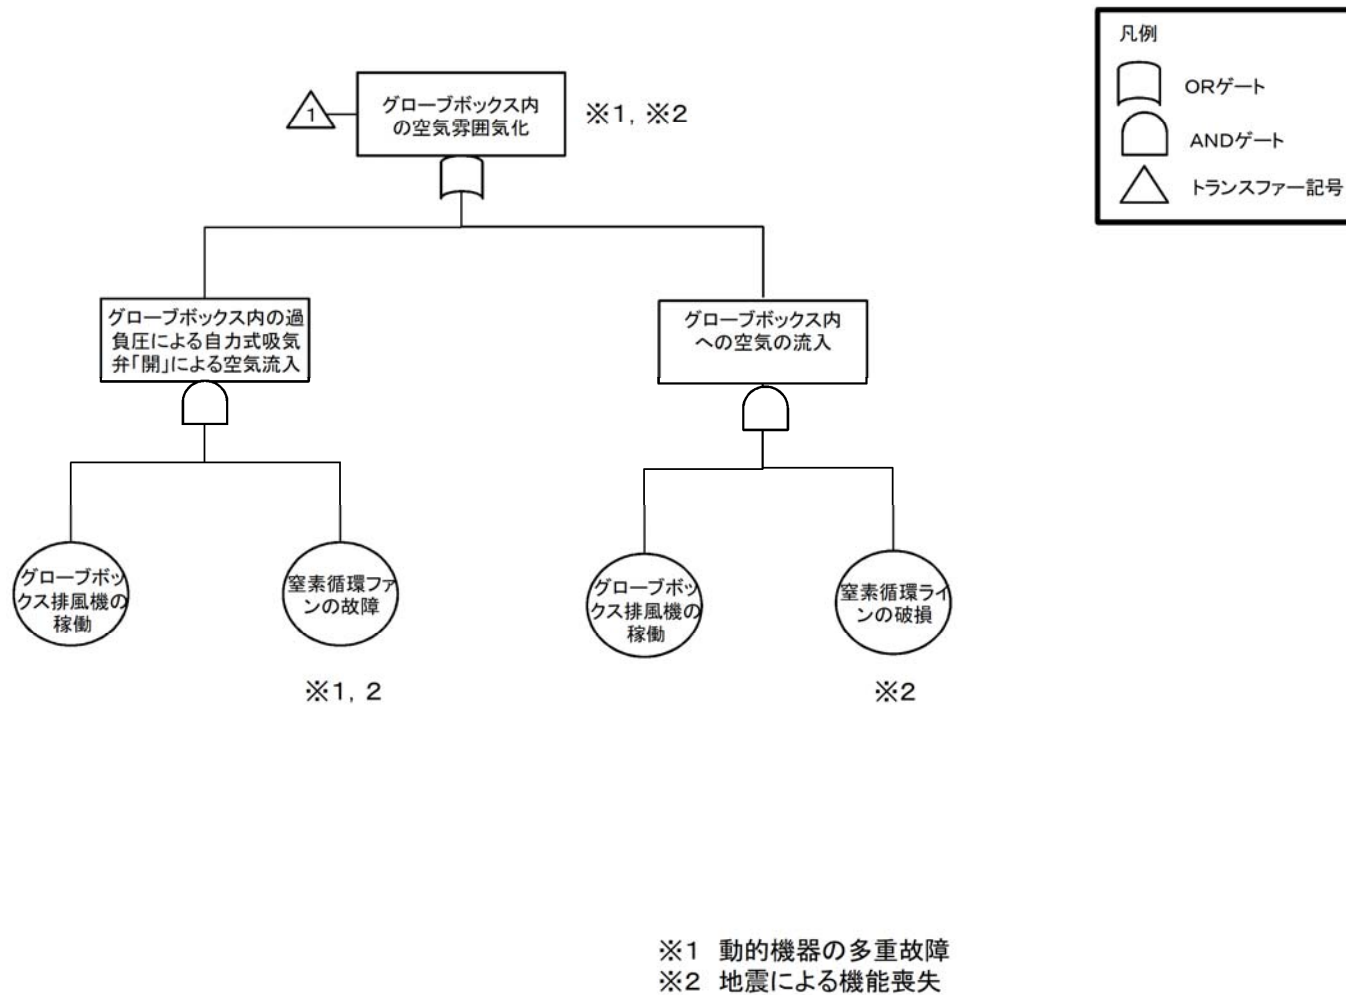 凡例
ORゲート
ANDゲート
トランスファー記号
1
グローブボックス内
の空気雰囲気化
※1, ※2
グローブボックス内の過
負圧による自力式吸気
弁「開」による空気流入
グローブボックス内
への空気の流入
グローブボッ
クス排風機の
稼働
窒素循環ファ
ンの故障
グローブボッ
クス排風機の
稼働
窒素循環ライ
ンの破損
※1, 2
※2
※1 動的機器の多重故障
※2 地震による機能喪失